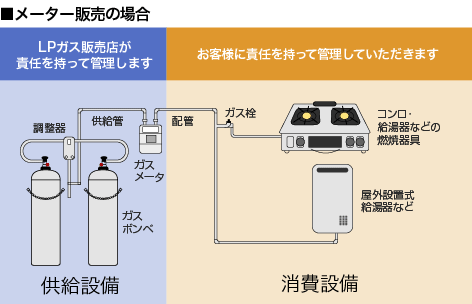 ■メーター販売の場合
LPガス販売店が
責任を持って管理します
お客様に責任を持って管理していただきます
調整器
供給管
配管
ガス栓
コンロ・
給湯器などの
燃焼器具
ガス
メータ
屋外設置式
給湯器など
ガス
ボンベ
供給設備
消費設備